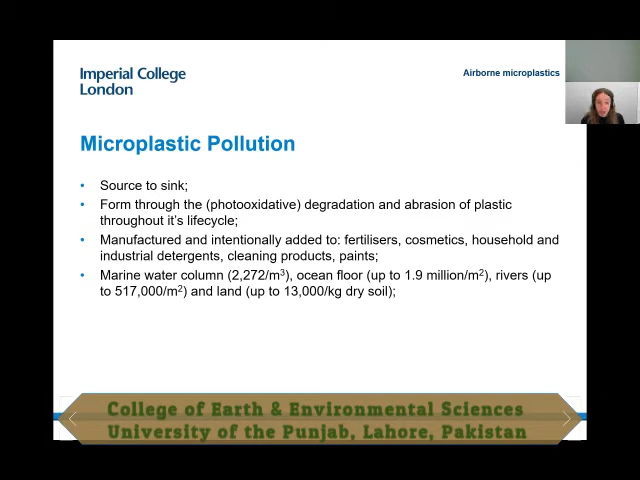 Imperial College
London
Airborne microplastics
Microplastic Pollution
• Source to sink;
• Form through the (photooxidative) degradation and abrasion of plastic
throughout it's lifecycle;
• Manufactured and intentionally added to: fertilisers, cosmetics, household and
industrial detergents, cleaning products, paints;
• Marine water column (2,272/m³), ocean floor (up to 1.9 million/m²), rivers (up
to 517,000/m²) and land (up to 13,000/kg dry soil);
College of Earth & Environmental Sciences
University of the Punjab, Lahore, Pakistan